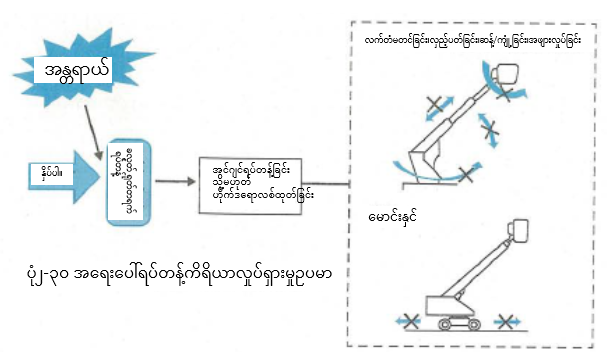 လက်တံမတင်ခြင်း၊လှည့်ပတ်ခြင်း၊ဆန့်/ကျုံ့ခြင်း၊အဖျားလှုပ်ခြင်း
အန္တရာယ်
နှိပ်ပါ။
အင်ဂျင်ရပ်တန့်ခြင်း
သို့မဟုတ်
ဟိုက်ဒရောလစ်ထုတ်ခြင်း
မောင်းနှင်
ပုံ၂-၃၀ အရေးပေါ်ရပ်တန့်ကိရိယာလှုပ်ရှားမှုဥပမာ